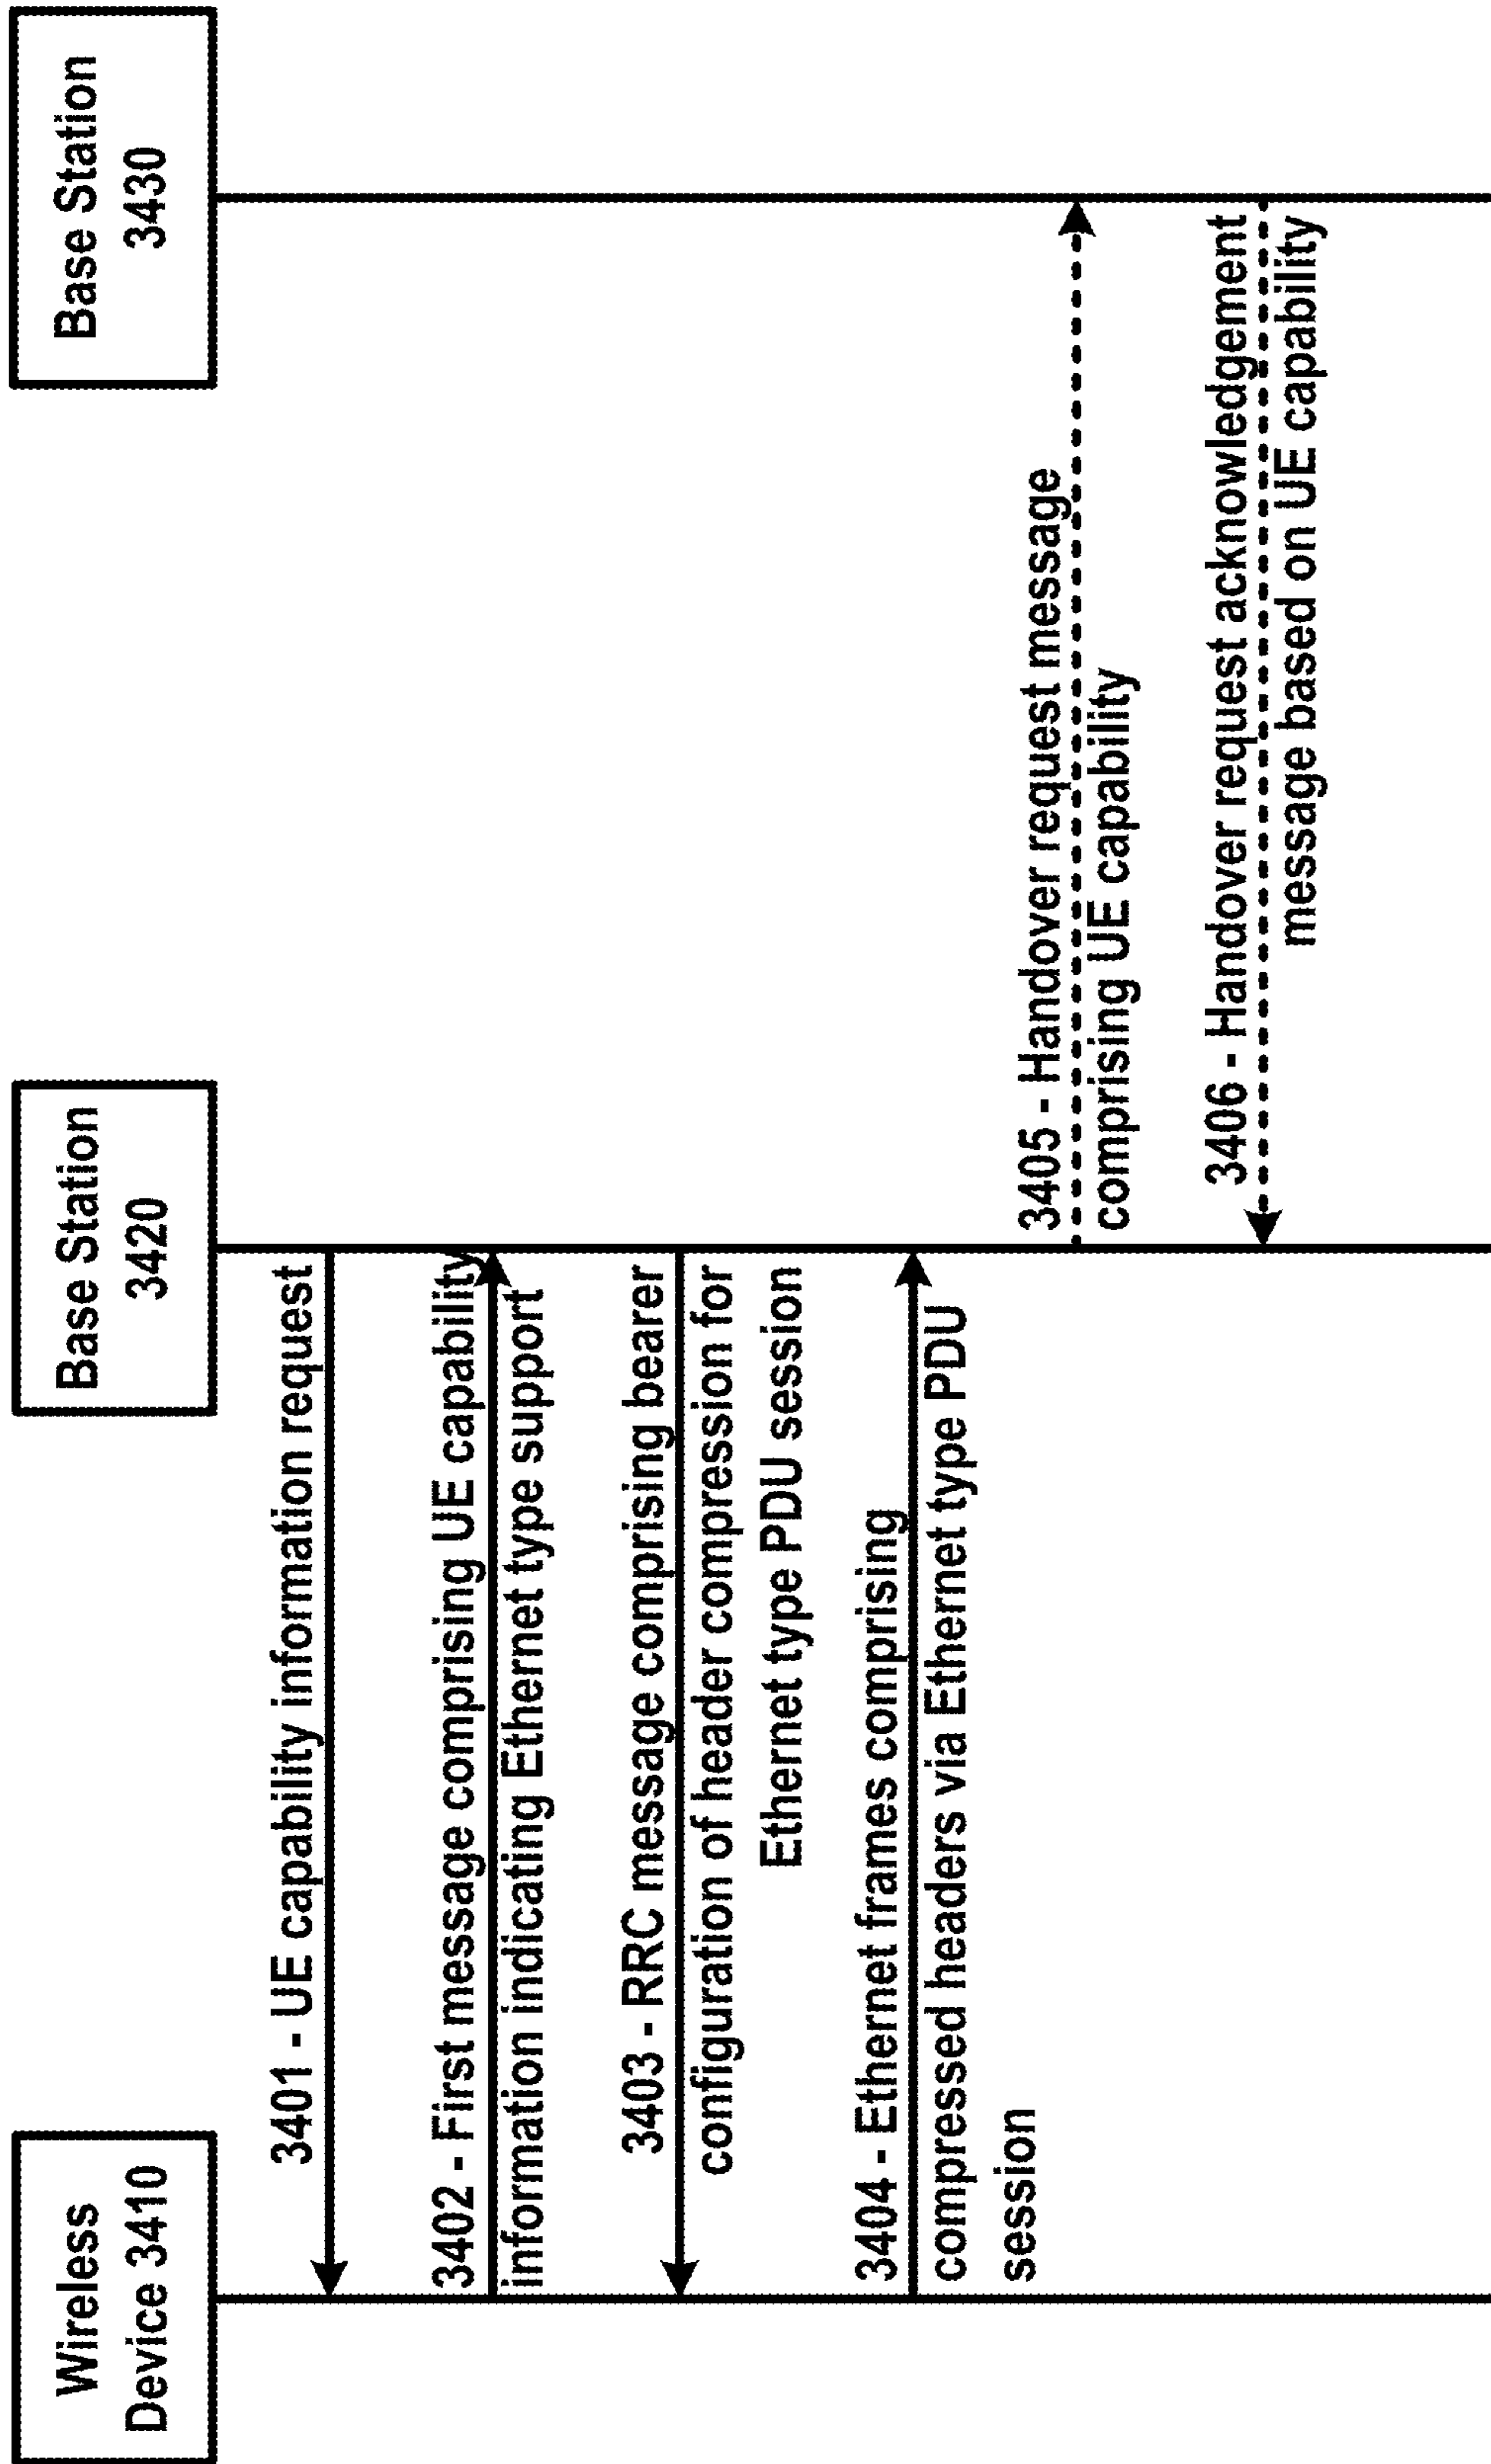 Wireless
Device 3410
Base Station
3420
Base Station
3430
3401 - UE capability information request
3402 - First message comprising UE capability
information indicating Ethernet type support
3403 - RRC message comprising bearer
configuration of header compression for
Ethernet type PDU session
3404 - Ethernet frames comprising
compressed headers via Ethernet type PDU
session
3405 - Handover request message
comprising UE capability
3406 - Handover request acknowledgement
message based on UE capability